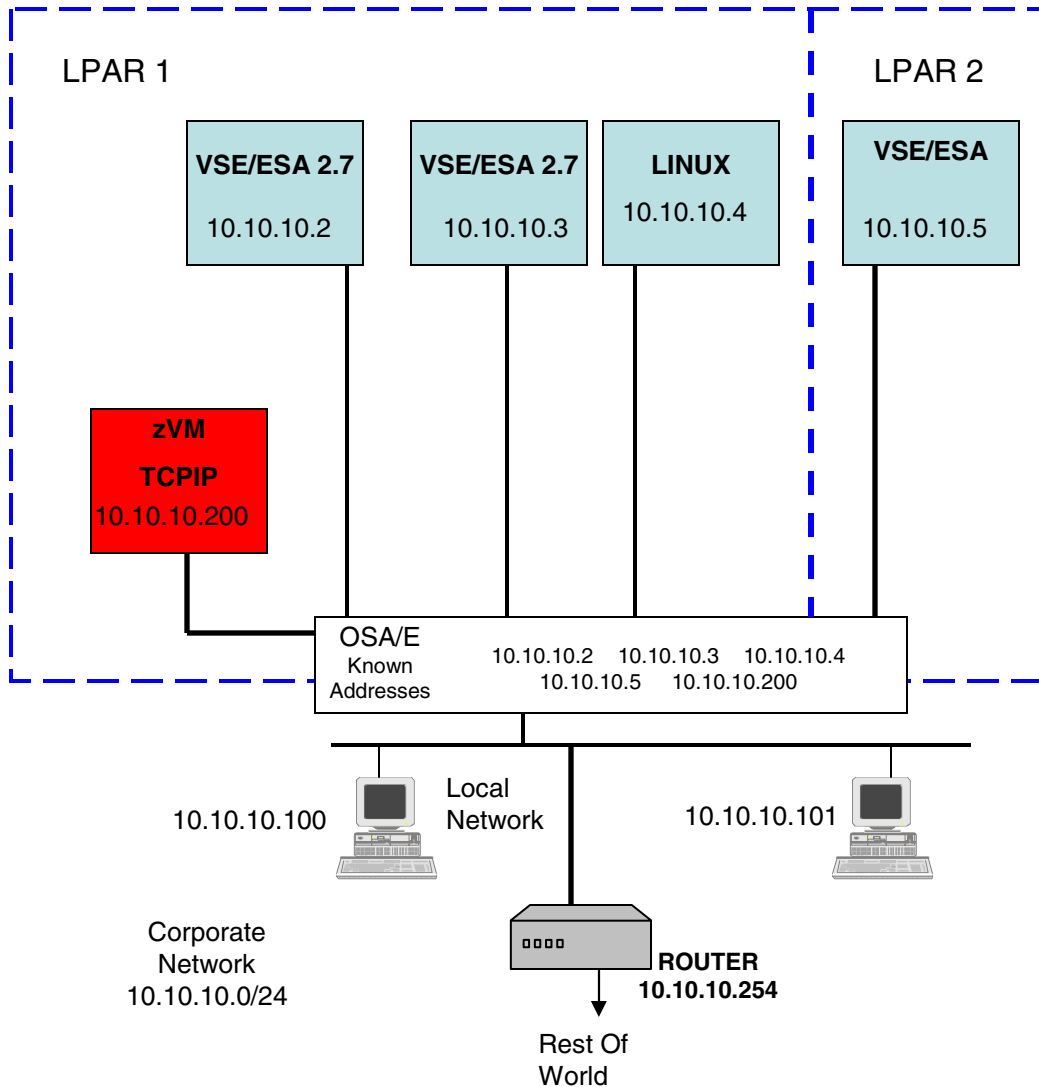 LPAR 1
LPAR 2
VSE/ESA 2.7
10.10.10.2
VSE/ESA 2.7
10.10.10.3
LINUX
10.10.10.4
VSE/ESA
10.10.10.5
zVM
TCPIP
10.10.10.200
OSA/E
Known
Addresses
10.10.10.2 10.10.10.3 10.10.10.4
10.10.10.5 10.10.10.200
10.10.10.100
Local
Network
10.10.10.101
Corporate
Network
10.10.10.0/24
ROUTER
10.10.10.254
Rest Of
World